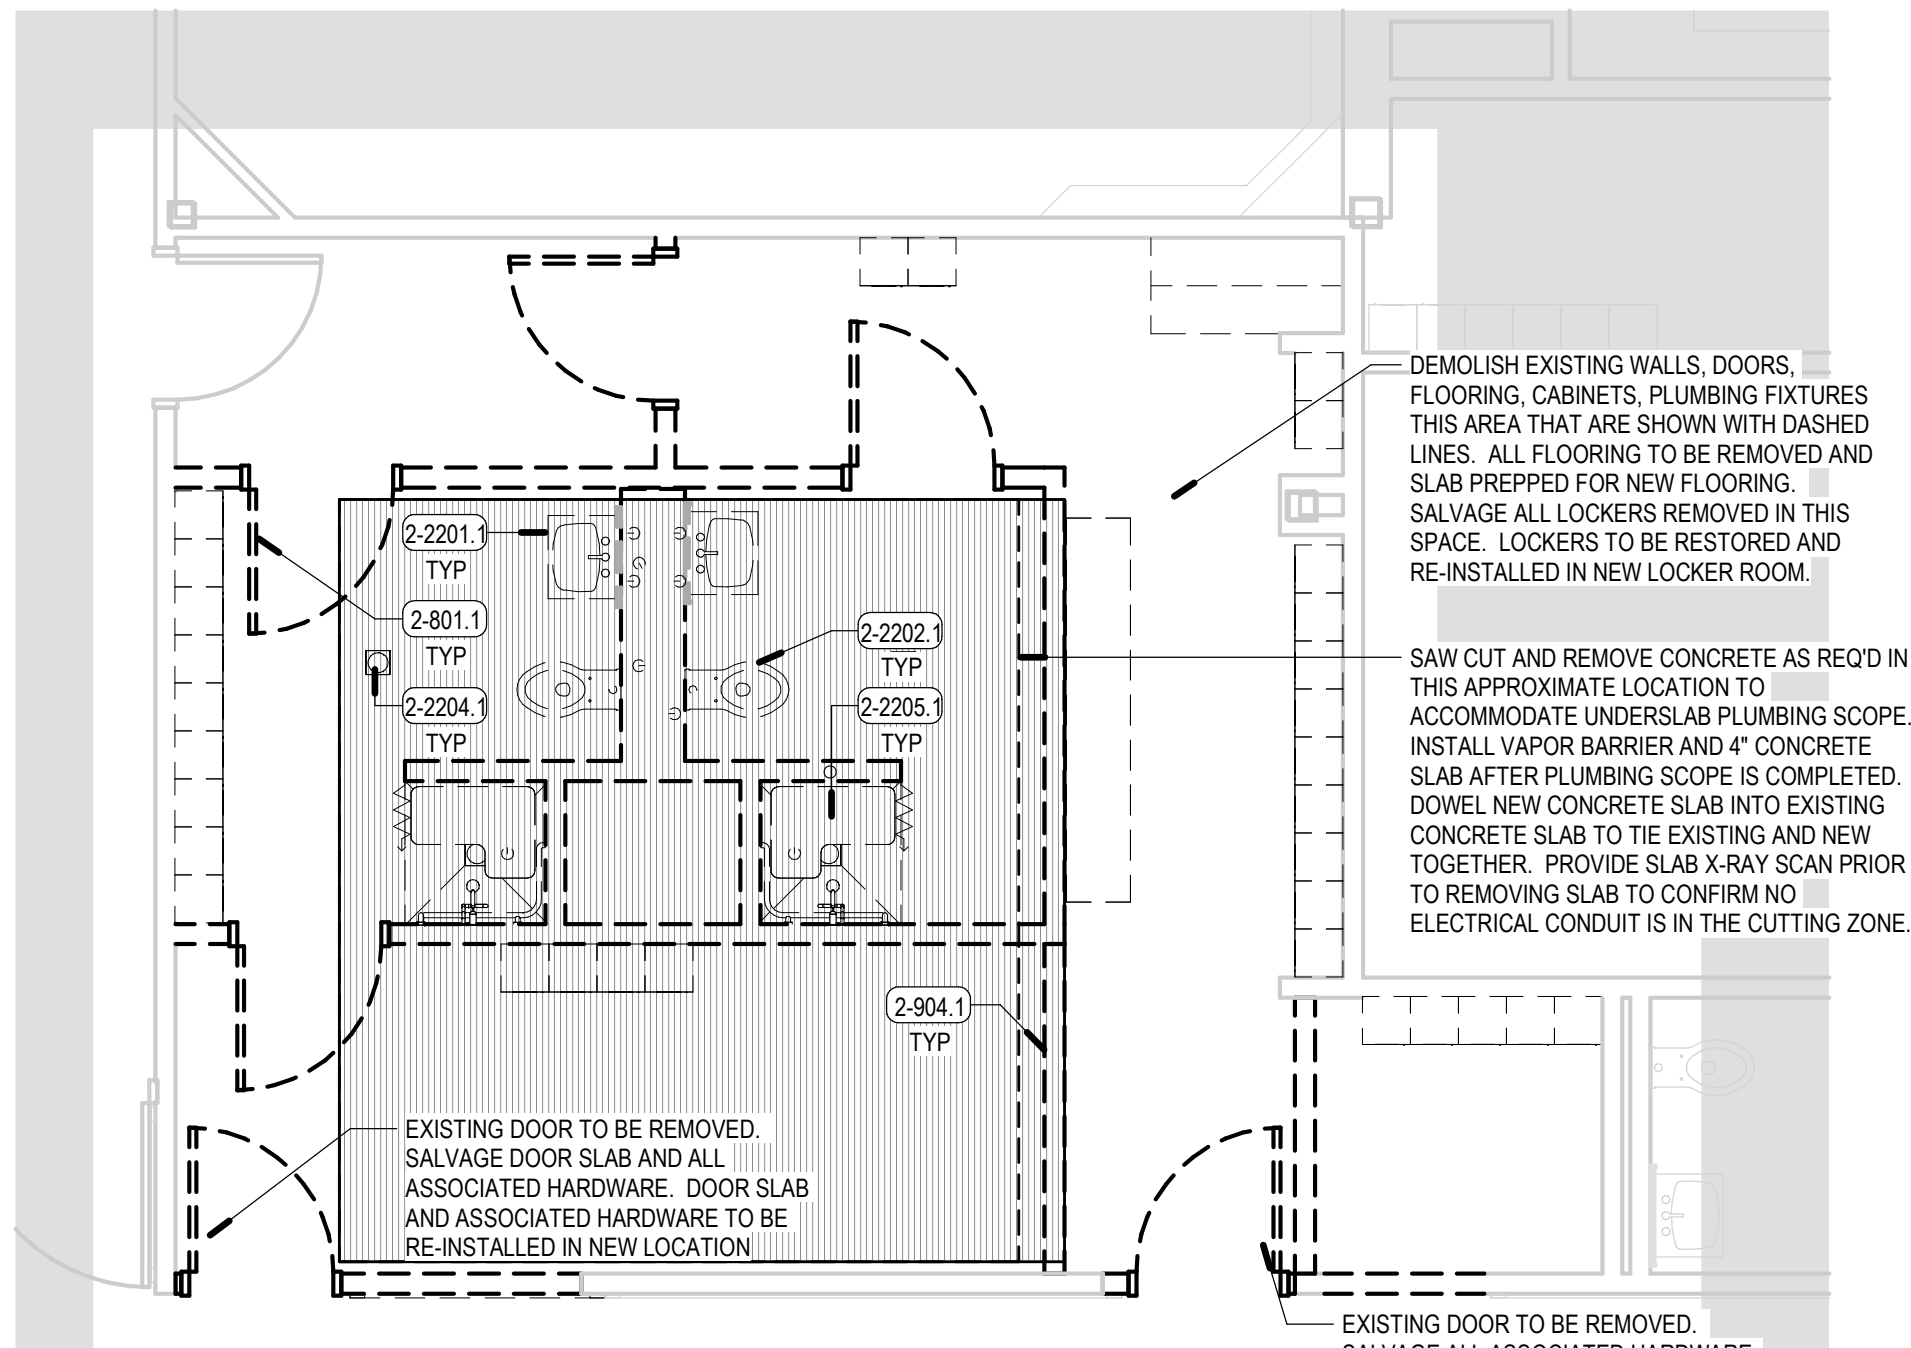 DEMOLISH EXISTING WALLS, DOORS,
FLOORING, CABINETS, PLUMBING FIXTURES
THIS AREA THAT ARE SHOWN WITH DASHED
LINES. ALL FLOORING TO BE REMOVED AND
SLAB PREPPED FOR NEW FLOORING.
SALVAGE ALL LOCKERS REMOVED IN THIS
SPACE. LOCKERS TO BE RESTORED AND
RE-INSTALLED IN NEW LOCKER ROOM.
2-2201.1
TYP
2-801.1
TYP
2-2204.1
TYP
2-2202.1
TYP
2-2205.1
TYP
SAW CUT AND REMOVE CONCRETE AS REQ'D IN
THIS APPROXIMATE LOCATION TO
ACCOMMODATE UNDERSLAB PLUMBING SCOPE.
INSTALL VAPOR BARRIER AND 4" CONCRETE
SLAB AFTER PLUMBING SCOPE IS COMPLETED.
DOWEL NEW CONCRETE SLAB INTO EXISTING
CONCRETE SLAB TO TIE EXISTING AND NEW
TOGETHER. PROVIDE SLAB X-RAY SCAN PRIOR
TO REMOVING SLAB TO CONFIRM NO
ELECTRICAL CONDUIT IS IN THE CUTTING ZONE.
2-904.1
TYP
EXISTING DOOR TO BE REMOVED.
SALVAGE DOOR SLAB AND ALL
ASSOCIATED HARDWARE. DOOR SLAB
AND ASSOCIATED HARDWARE TO BE
RE-INSTALLED IN NEW LOCATION
EXISTING DOOR TO BE REMOVED.
SALVAGE ALL ASSOCIATED HARDWARE